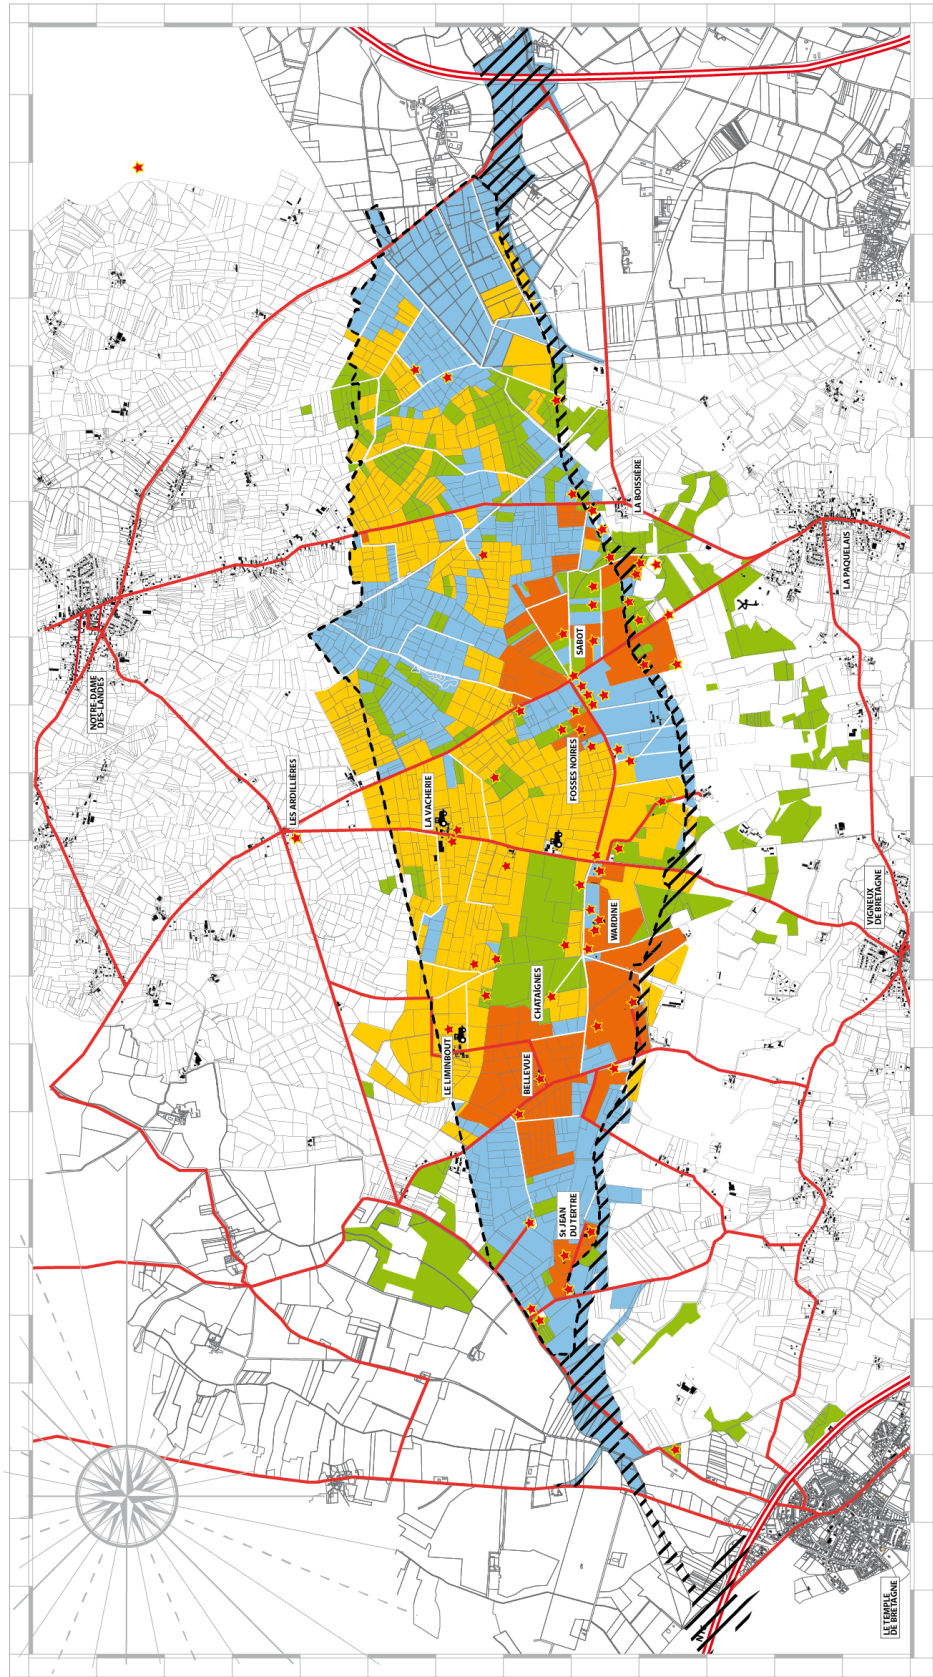 NOTRE-DAME
DES-LANDES
LES ARDILLIÈRES
LA VACHERIE
LE LIMINBOUT
BELLEVUE
CHATAÎGNES
St JEAN
DU TERTRE
WARDINE
FOSSES NOIRES
SABOT
LA BOISSIÈRE
LA PAQUELAIS
VIGNEUX
DE BRETAGNE
LE TEMPLE
DE BRETAGNE